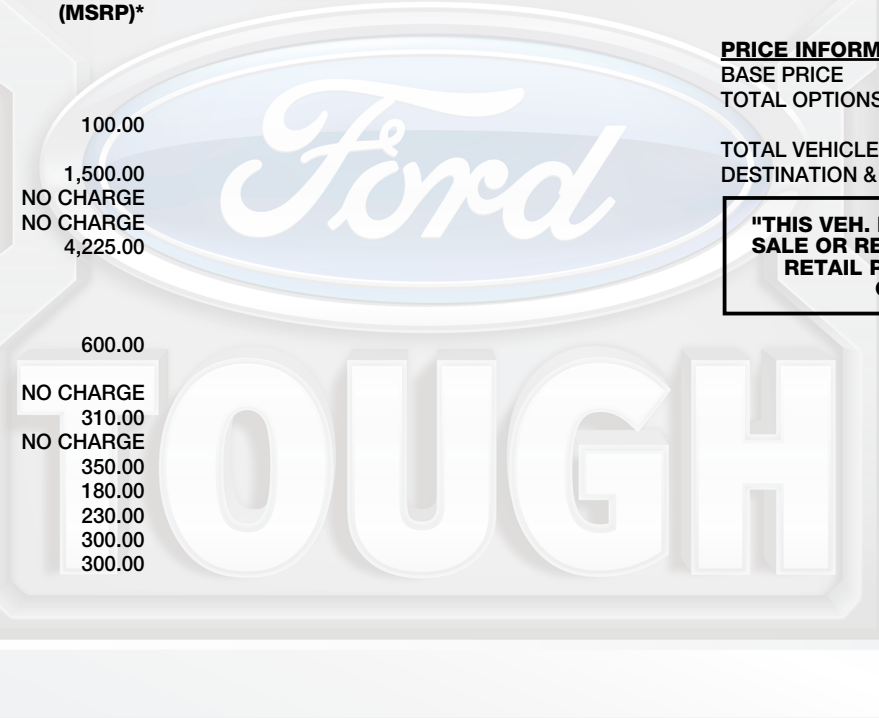 (MSRP)*
100.00
1,500.00
NO CHARGE
NO CHARGE
4,225.00
600.00
NO CHARGE
310.00
NO CHARGE
350.00
180.00
230.00
300.00
300.00
PRICE INFORM
BASE PRICE
TOTAL OPTIONS
TOTAL VEHICLE
DESTINATION &
"THIS VEH.
SALE OR RE
RETAIL P
Ford
TOUGH